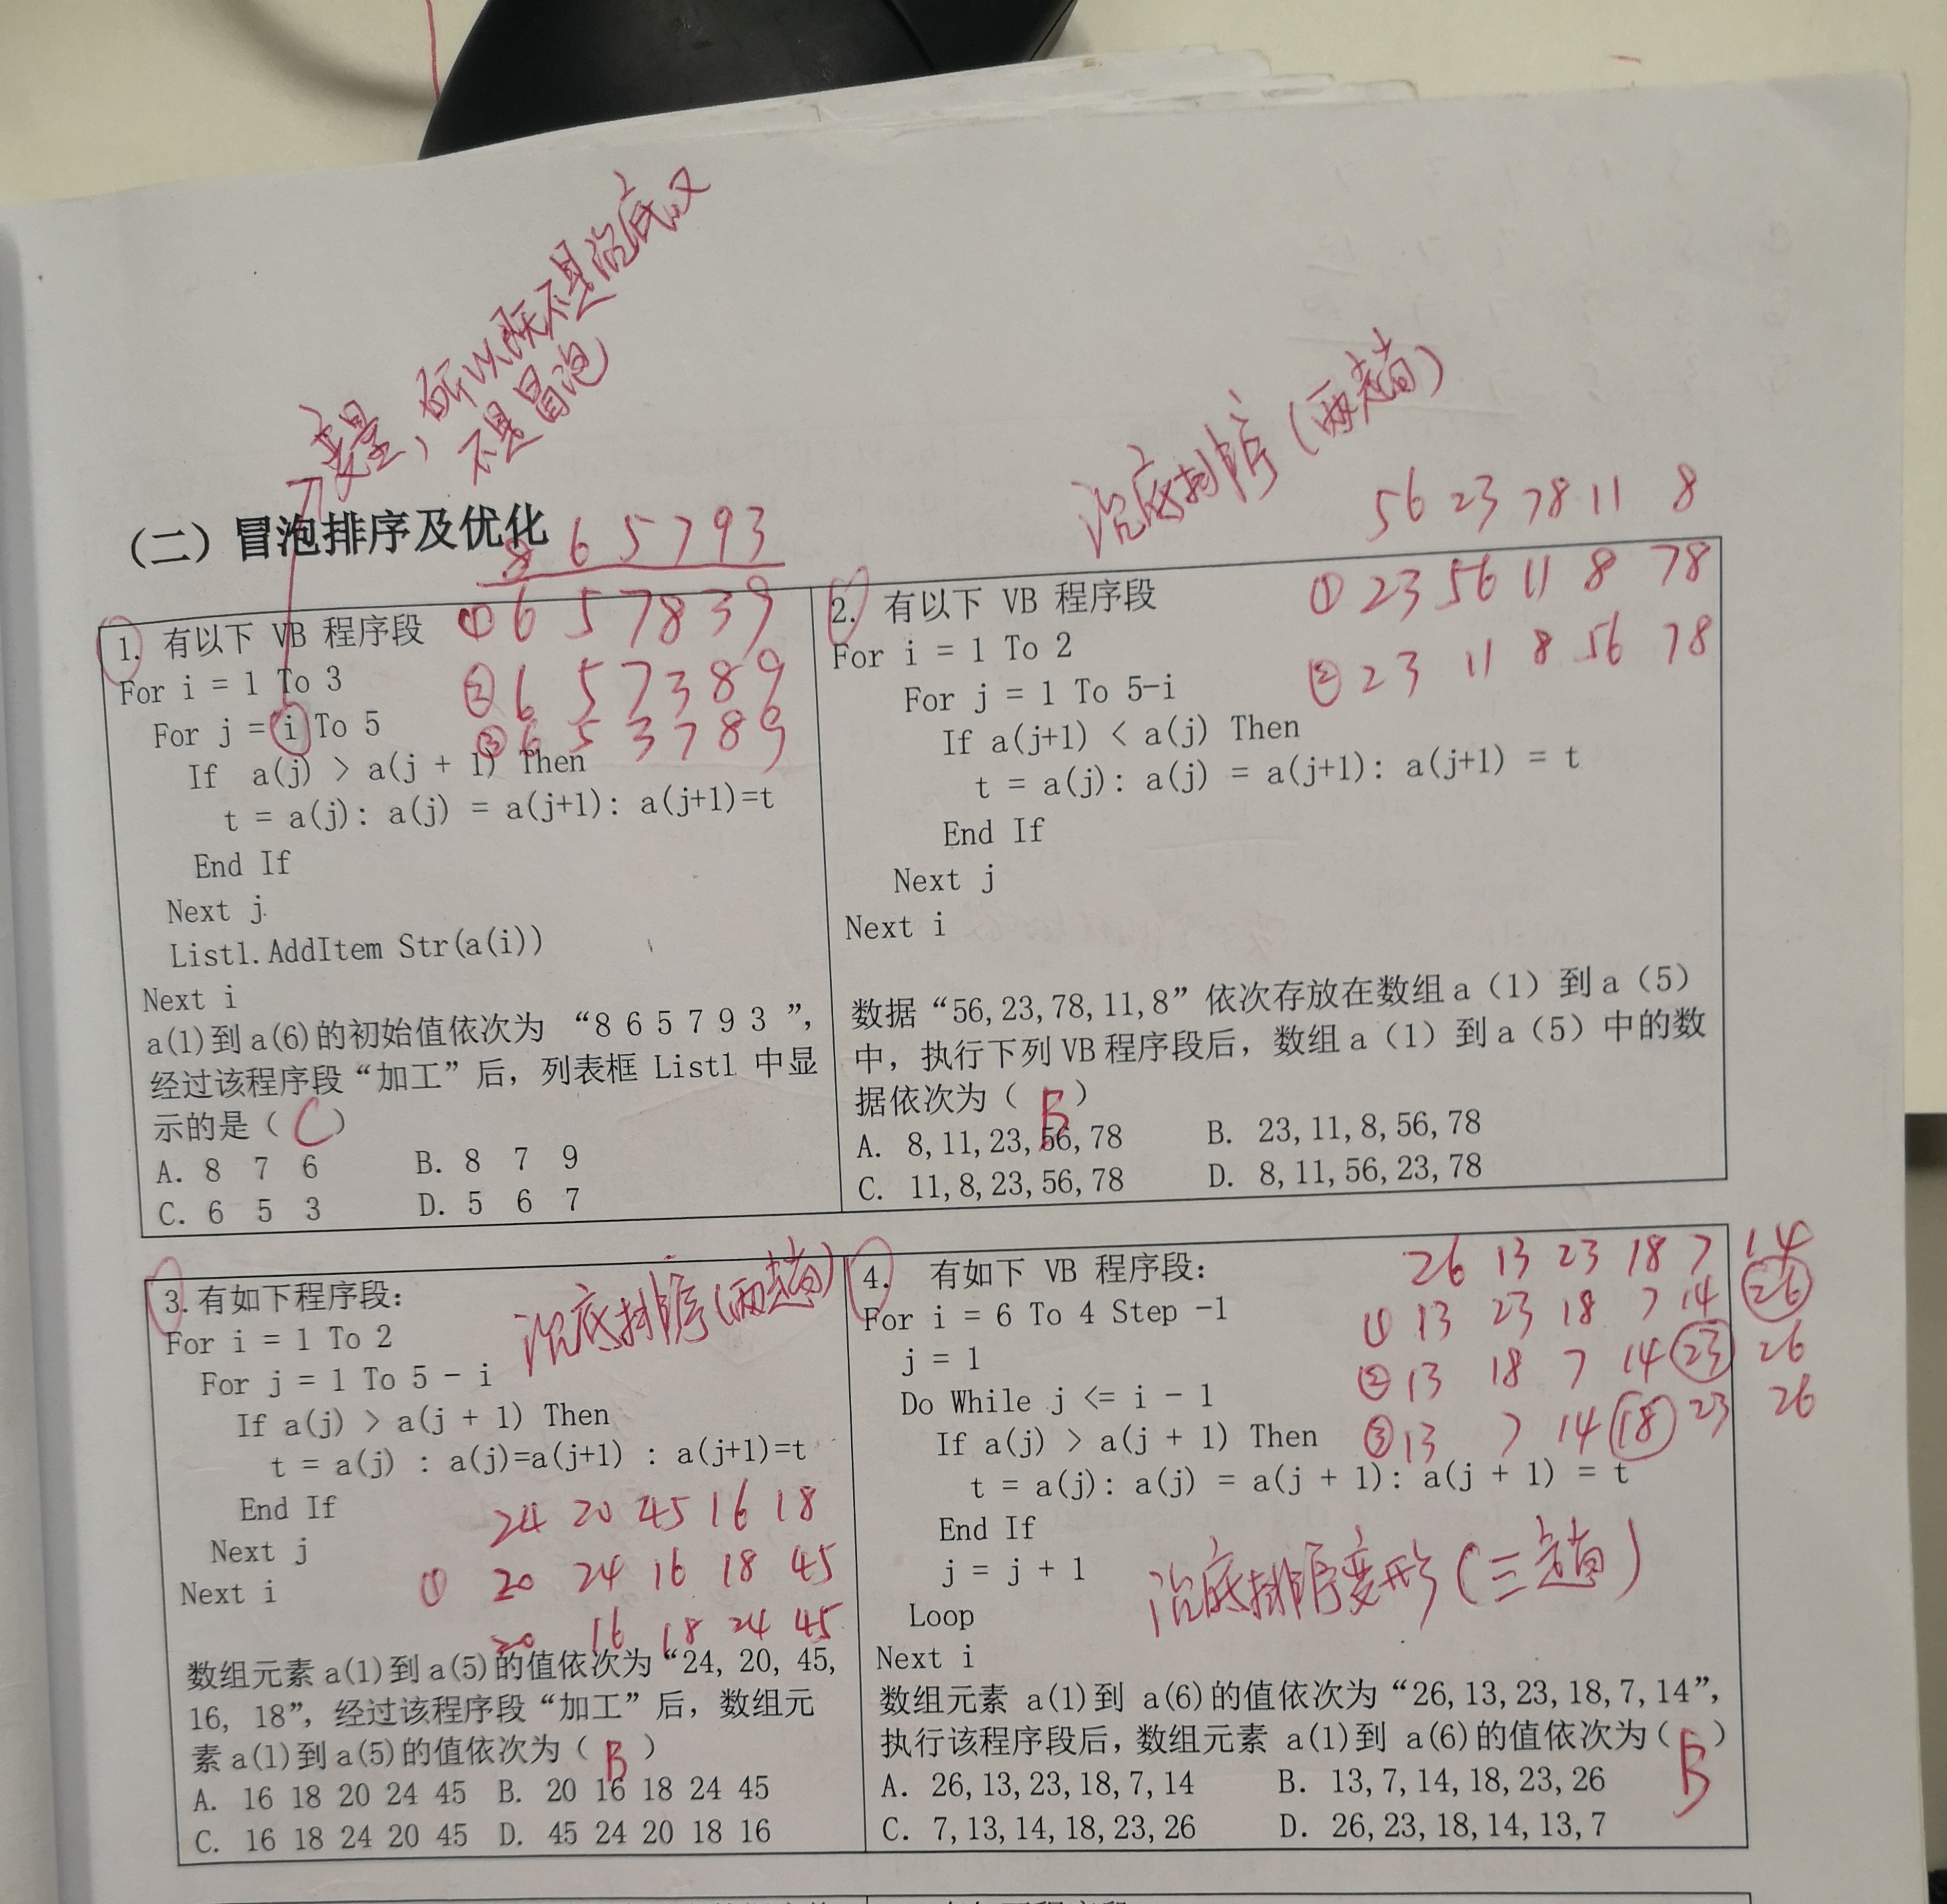 变量，所以既不是沉底又
不是冒泡
沉底排序（两趟）
（二）冒泡排序及优化
8 6 5 7 9 3
① 6 5 7 8 3 9
② 6 5 7 3 8 9
③ 6 5 3 7 8 9
1. 有以下 VB 程序段
For i = 1 To 3
For j = i To 5
If a(j) > a(j + 1) Then
t = a(j): a(j) = a(j+1): a(j+1)=t
End If
Next j
List1.AddItem Str(a(i))
Next i
a(1)到a(6)的初始值依次为 “8 6 5 7 9 3 ”，
经过该程序段“加工”后，列表框 List1 中显
示的是（ C ）
A. 8 7 6 B. 8 7 9
C. 6 5 3 D. 5 6 7
56 23 78 11 8
① 23 56 11 8 78
② 23 11 8 56 78
2. 有以下 VB 程序段
For i = 1 To 2
For j = 1 To 5-i
If a(j+1) < a(j) Then
t = a(j): a(j) = a(j+1): a(j+1) = t
End If
Next j
Next i
数据“56,23,78,11,8”依次存放在数组a（1）到a（5）
中，执行下列VB程序段后，数组a（1）到a（5）中的数
据依次为（ B ）
A. 8,11,23,56,78 B. 23,11,8,56,78
C. 11,8,23,56,78 D. 8,11,56,23,78
3.有如下程序段：
沉底排序（两趟）
For i = 1 To 2
For j = 1 To 5 - i
If a(j) > a(j + 1) Then
t = a(j) : a(j)=a(j+1) : a(j+1)=t
End If
Next j
Next i
24 20 45 16 18
① 20 24 16 18 45
20 16 18 24 45
数组元素a(1)到a(5)的值依次为“24, 20, 45,
16, 18”，经过该程序段“加工”后，数组元
素a(1)到a(5)的值依次为（ B ）
A. 16 18 20 24 45 B. 20 16 18 24 45
C. 16 18 24 20 45 D. 45 24 20 18 16
4. 有如下 VB 程序段：
26 13 23 18 7 14
① 13 23 18 7 14 26
② 13 18 7 14 23 26
③ 13 7 14 18 23 26
For i = 6 To 4 Step -1
j = 1
Do While j <= i - 1
If a(j) > a(j + 1) Then
t = a(j): a(j) = a(j + 1): a(j + 1) = t
End If
j = j + 1
Loop
Next i
沉底排序变形（三趟）
数组元素 a(1)到 a(6)的值依次为“26,13,23,18,7,14”，
执行该程序段后，数组元素 a(1)到 a(6)的值依次为（ B ）
A. 26,13,23,18,7,14 B. 13,7,14,18,23,26
C. 7,13,14,18,23,26 D. 26,23,18,14,13,7